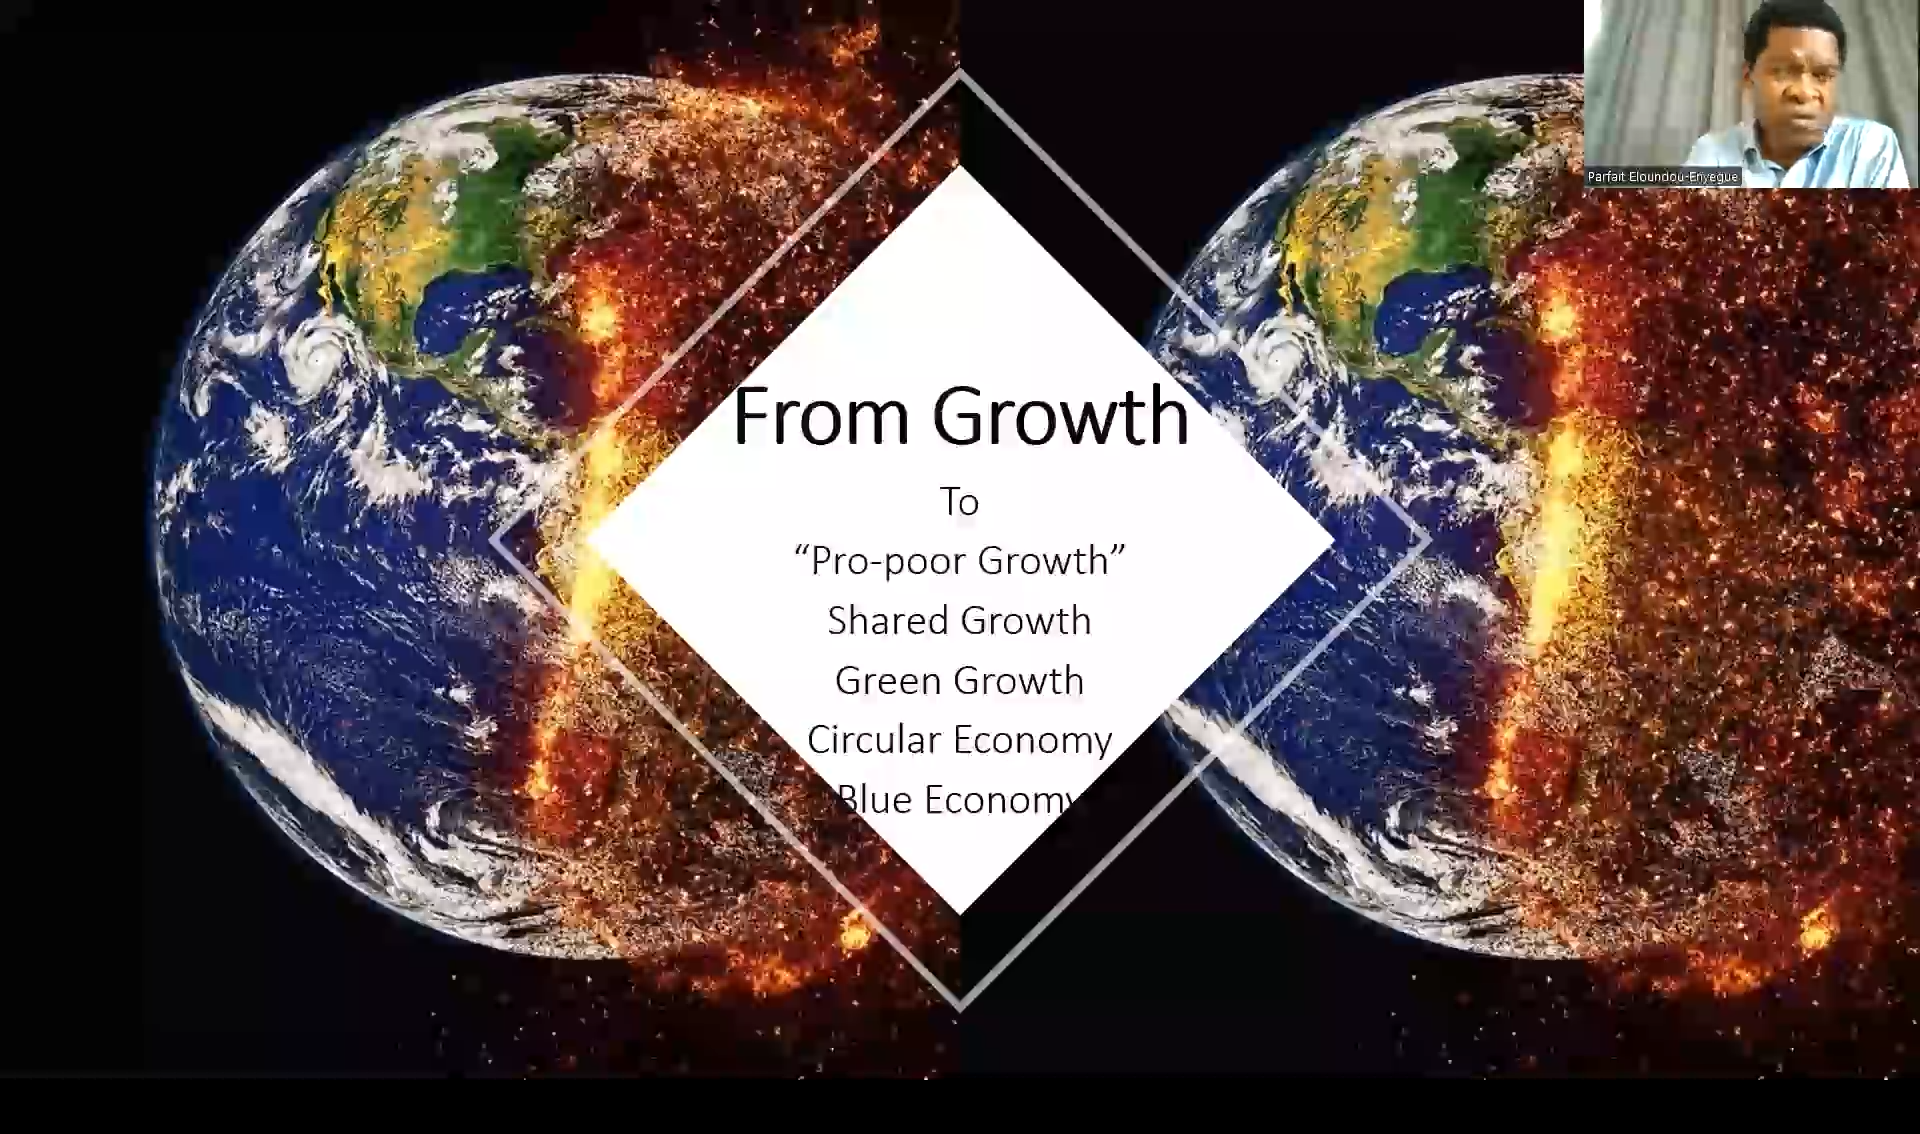 From Growth
To
“Pro-poor Growth”
Shared Growth
Green Growth
Circular Economy
Blue Economy
Parfait Eloundou-Enyegue